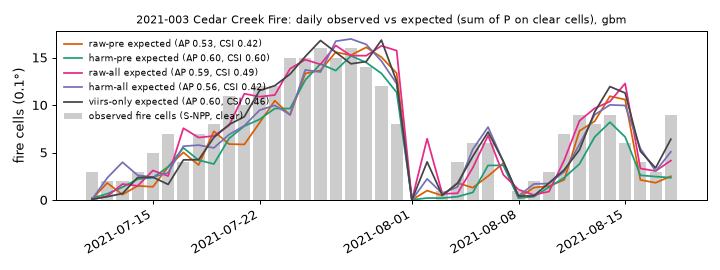 2021-003 Cedar Creek Fire: daily observed vs expected (sum of P on clear cells), gbm
raw-pre expected (AP 0.53, CSI 0.42)
harm-pre expected (AP 0.60, CSI 0.60)
raw-all expected (AP 0.59, CSI 0.49)
harm-all expected (AP 0.56, CSI 0.42)
viirs-only expected (AP 0.60, CSI 0.46)
observed fire cells (S-NPP, clear)
fire cells (0.1°)
15
10
5
0
2021-07-15
2021-07-22
2021-08-01
2021-08-08
2021-08-15